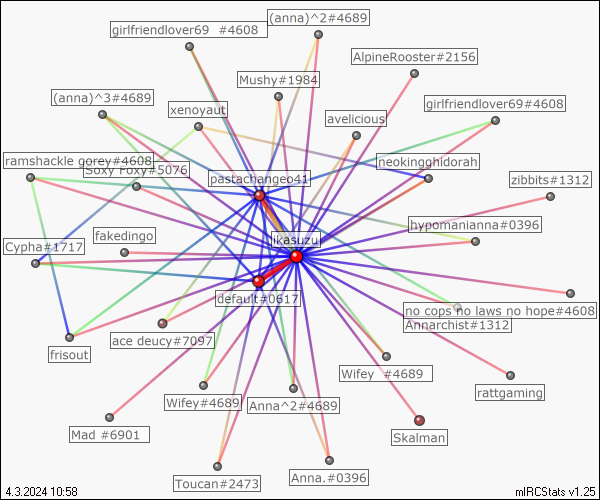 girlfriendlover69  #4608
(anna)^2#4689
AlpineRooster#2156
Mushy#1984
(anna)^3#4689
xenoyaut
avelicious
girlfriendlover69#4608
ramshackle gorey#4608
Soxy Foxy#5076
pastachangeo41
neokingghidorah
zibbits#1312
fakedingo
Cypha#1717
likasuzu
hypomanianna#0396
default#0617
no cops no laws no hope#4608
Annarchist#1312
frisout
ace deucy#7097
Wifey  #4689
rattgaming
Wifey#4689
Anna^2#4689
Mad #6901
Skalman
Toucan#2473
Anna.#0396
4.3.2024 10:58
mIRCStats v1.25